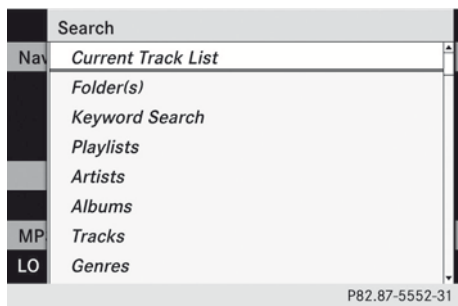 Search
Nav
Current Track List
Folder(s)
Keyword Search
Playlists
Artists
Albums
MP
Tracks
LO
Genres
P82.87-5552-31